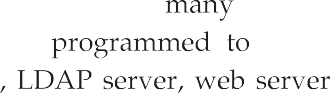 many
programmed to
, LDAP server, web server